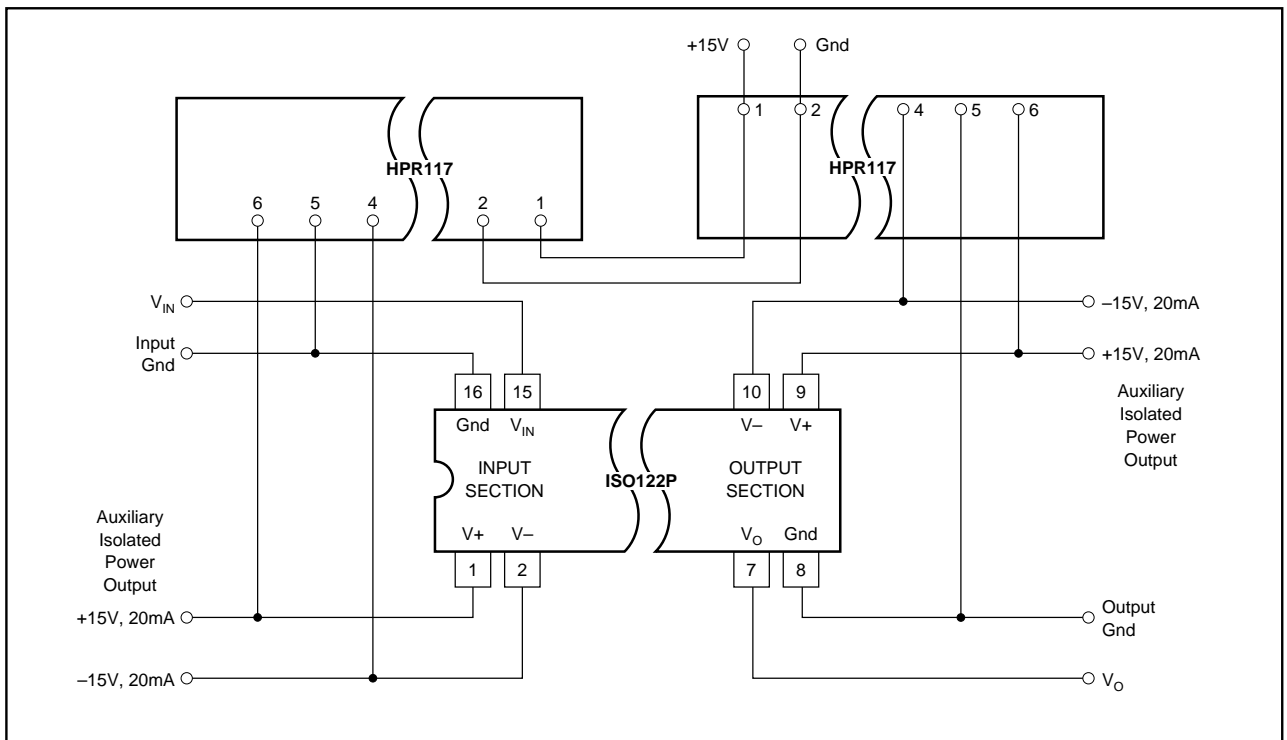 +15V Gnd
1 2 4 5 6
HPR117 HPR117
6 5 4 2 1
V_IN
–15V, 20mA
Input
Gnd
+15V, 20mA
16 15 10 9
Gnd V_IN V– V+
Auxiliary
Isolated
Power
Output
INPUT
SECTION
ISO122P
OUTPUT
SECTION
V+ V– V_O Gnd
1 2 7 8
Auxiliary
Isolated
Power
Output
+15V, 20mA
Output
Gnd
–15V, 20mA
V_O